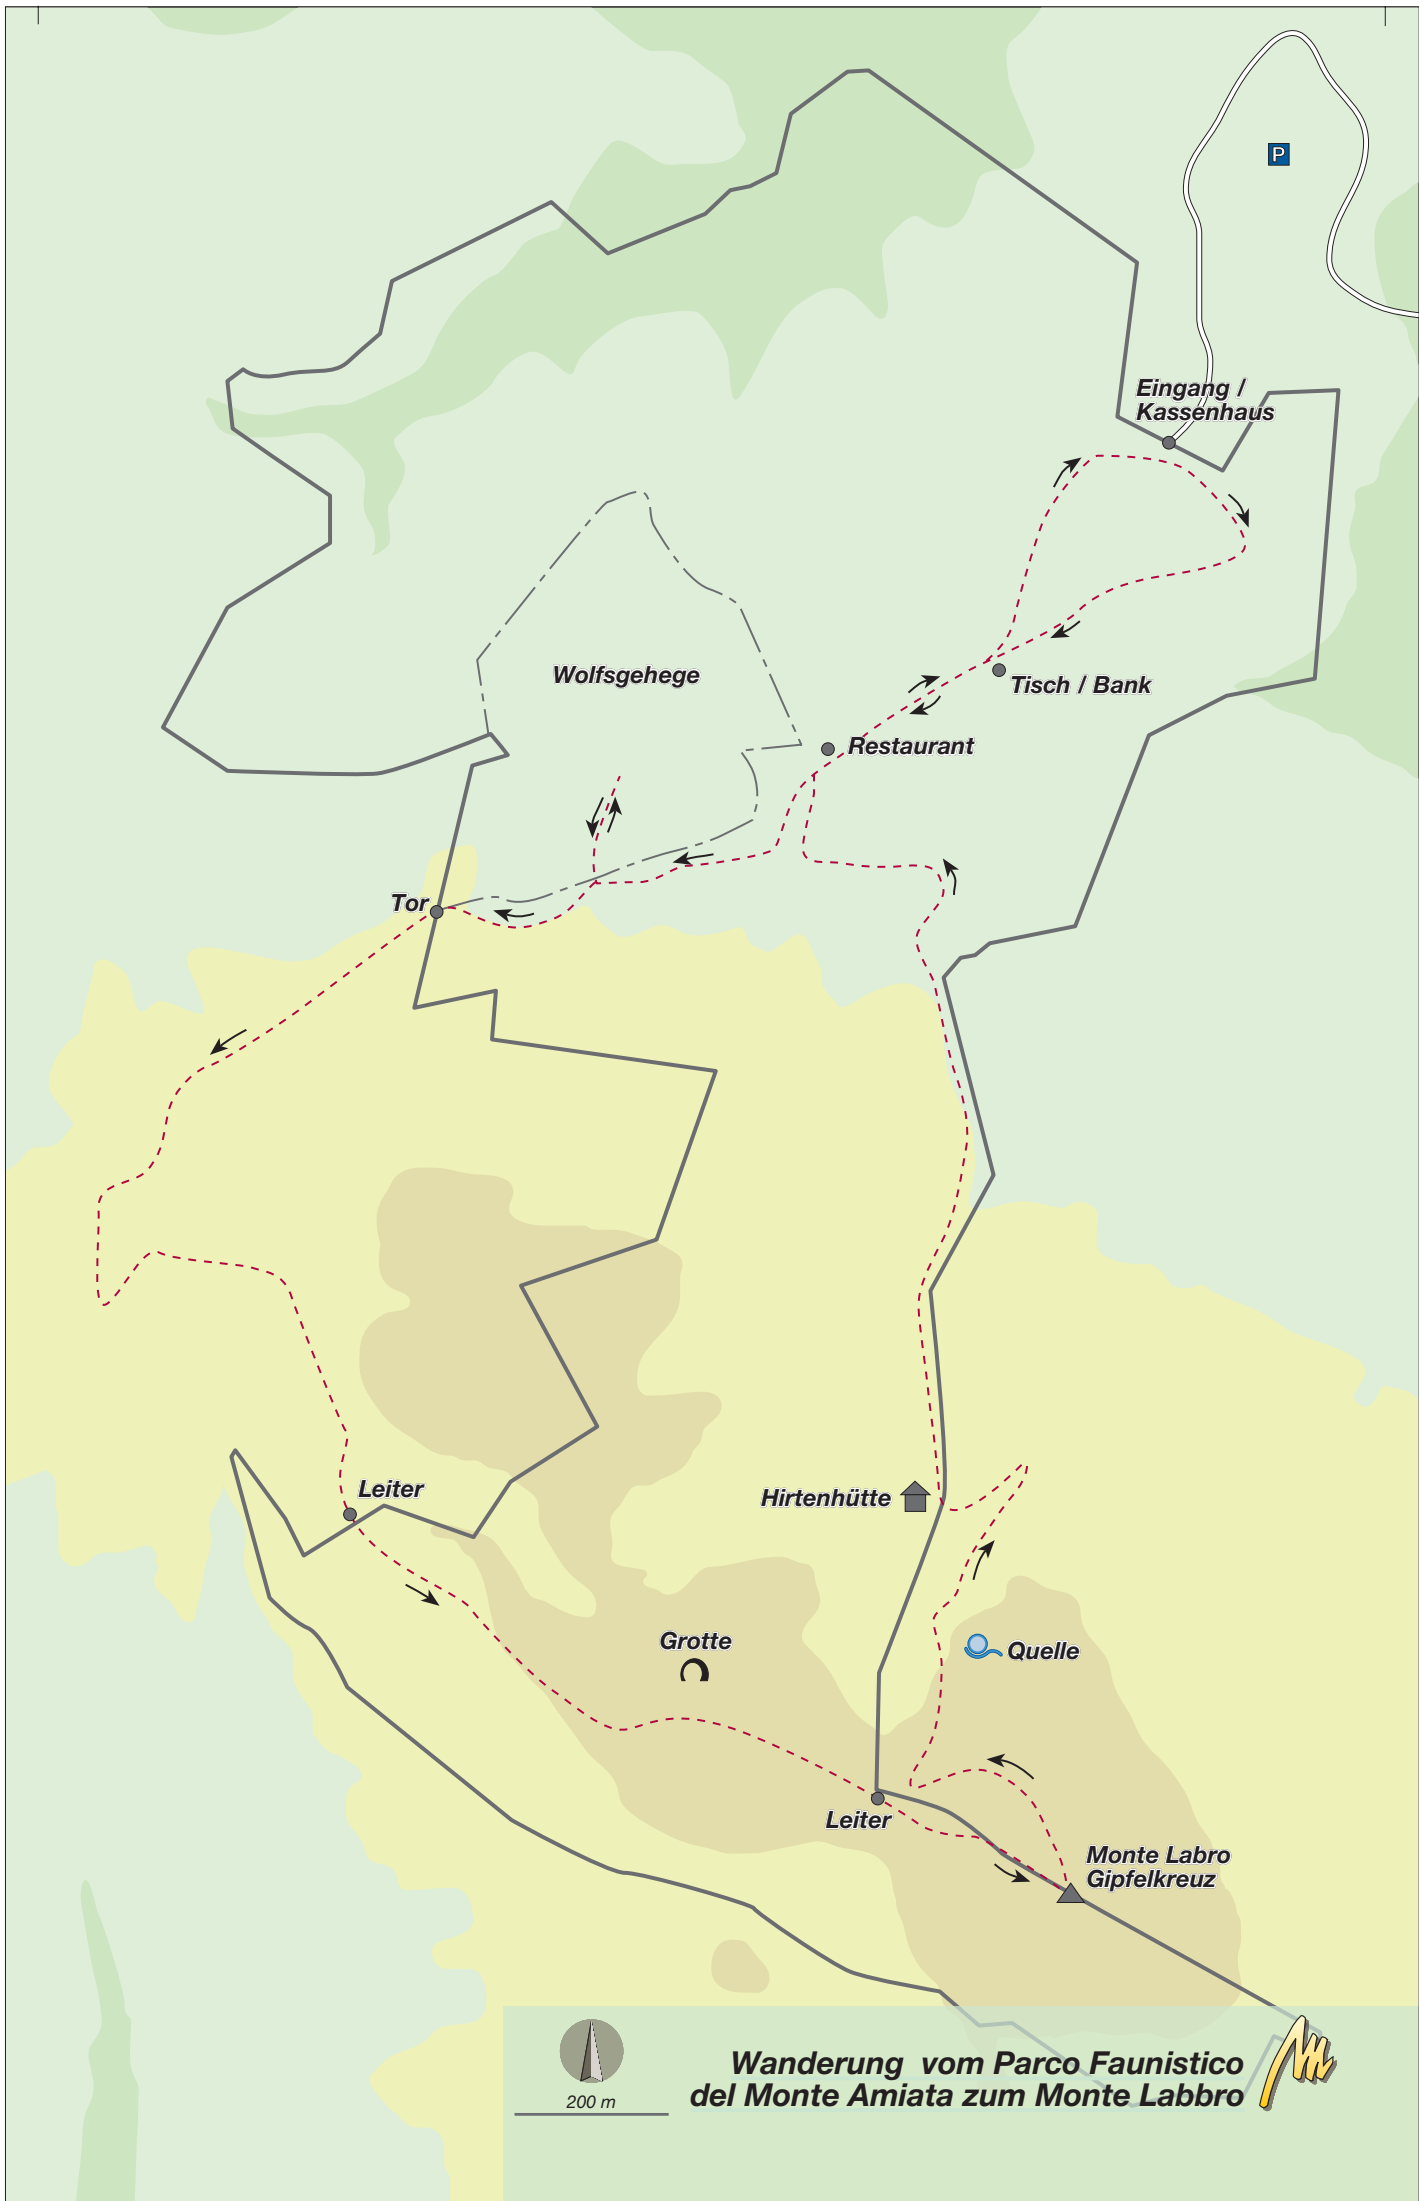 P
Eingang /
Kassenhaus
Wolfsgehege
Tisch / Bank
Restaurant
Tor
Leiter
Hirtenhütte
Grotte
Quelle
Leiter
Monte Labro
Gipfelkreuz
200 m
Wanderung vom Parco Faunistico
del Monte Amiata zum Monte Labbro